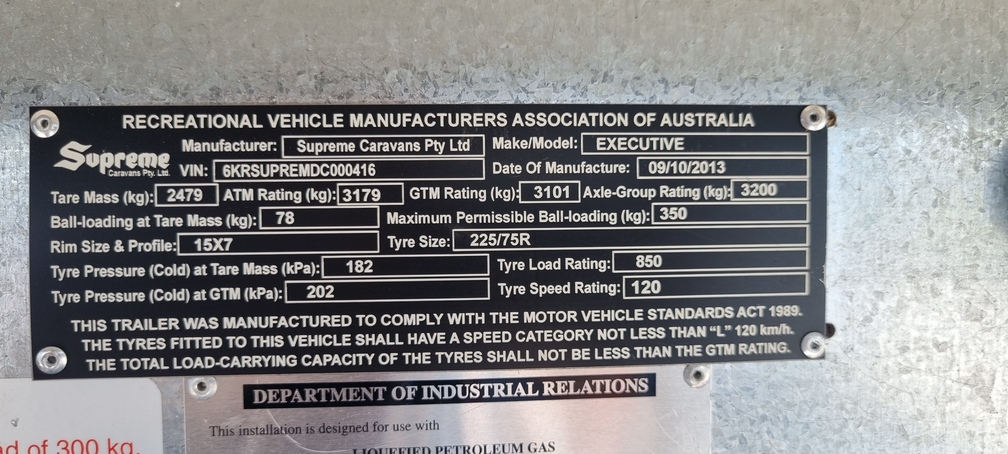 RECREATIONAL VEHICLE MANUFACTURERS ASSOCIATION OF AUSTRALIA
Supreme
Caravans Pty. Ltd.
Manufacturer: Supreme Caravans Pty Ltd Make/Model: EXECUTIVE
VIN: 6KRSUPREMDC000416 Date Of Manufacture: 09/10/2013
Tare Mass (kg): 2479 ATM Rating (kg): 3179 GTM Rating (kg): 3101 Axle-Group Rating (kg): 3200
Ball-loading at Tare Mass (kg): 78 Maximum Permissible Ball-loading (kg): 350
Rim Size & Profile: 15X7 Tyre Size: 225/75R
Tyre Pressure (Cold) at Tare Mass (kPa): 182 Tyre Load Rating: 850
Tyre Pressure (Cold) at GTM (kPa): 202 Tyre Speed Rating: 120
THIS TRAILER WAS MANUFACTURED TO COMPLY WITH THE MOTOR VEHICLE STANDARDS ACT 1989.
THE TYRES FITTED TO THIS VEHICLE SHALL HAVE A SPEED CATEGORY NOT LESS THAN "L" 120 km/h.
THE TOTAL LOAD-CARRYING CAPACITY OF THE TYRES SHALL NOT BE LESS THAN THE GTM RATING.
DEPARTMENT OF INDUSTRIAL RELATIONS
This installation is designed for use with
LIQUEFIED PETROLEUM GAS
of 300 kg.